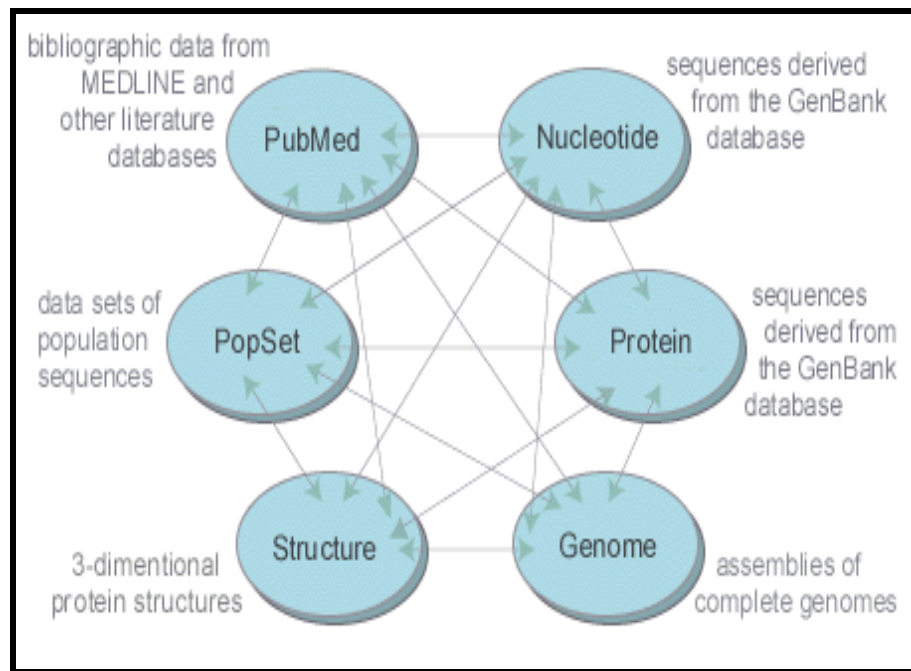 bibliographic data from
MEDLINE and
other literature
databases
PubMed
Nucleotide
sequences derived
from the GenBank
database
data sets of
population
sequences
PopSet
Protein
sequences
derived from
the GenBank
database
3-dimentional
protein structures
Structure
Genome
assemblies of
complete genomes